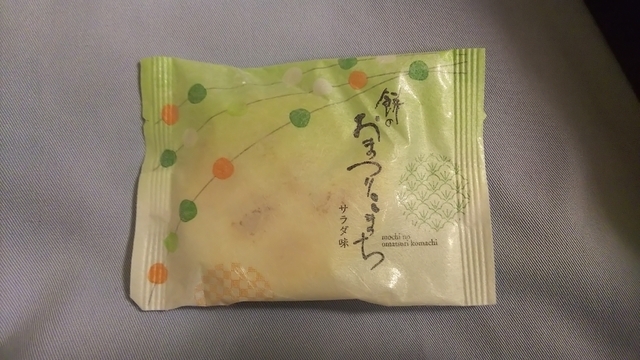 餅の
おまつりこまち
サラダ味
mochi no
omatsuri komachi